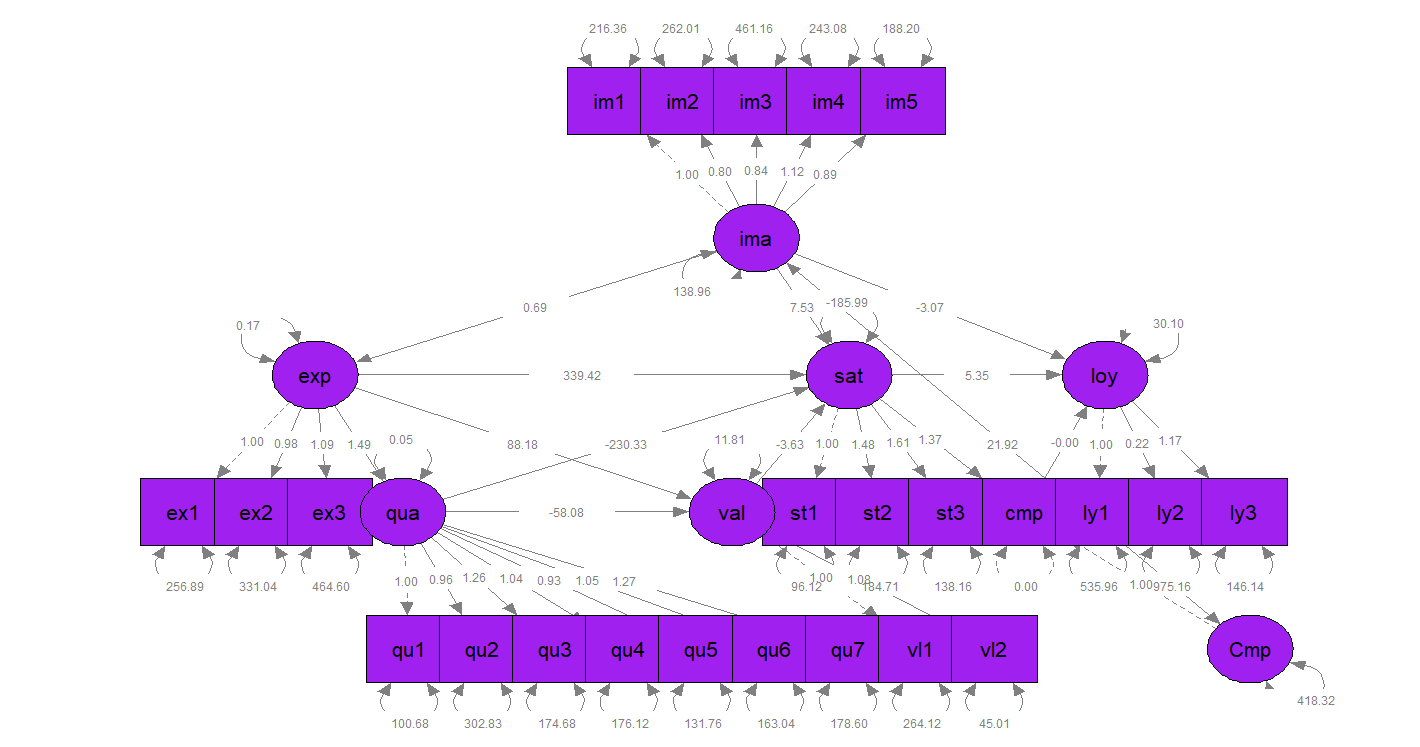 216.36 262.01 461.16 243.08 188.20
im1 im2 im3 im4 im5
1.00 0.80 0.84 1.12 0.89
ima
138.96
0.69 7.53 -185.99 -3.07
0.17 30.10
exp sat loy
339.42 5.35
1.00 0.98 1.09 1.49 0.05 88.18 -230.33 11.81 -3.63 1.00 1.48 1.61 1.37 21.92 -0.00 1.00 0.22 1.17
ex1 ex2 ex3 qua -58.08 val st1 st2 st3 cmp ly1 ly2 ly3
256.89 331.04 464.60 1.00 0.96 1.26 1.04 0.93 1.05 1.27 96.12 1.00 1.08 184.71 138.16 0.00 535.96 1.00 975.16 146.14
qu1 qu2 qu3 qu4 qu5 qu6 qu7 vl1 vl2 Cmp
418.32
100.68 302.83 174.68 176.12 131.76 163.04 178.60 264.12 45.01